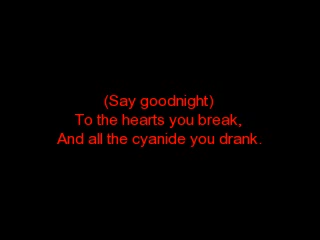 (Say goodnight)
To the hearts you break,
And all the cyanide you drank.